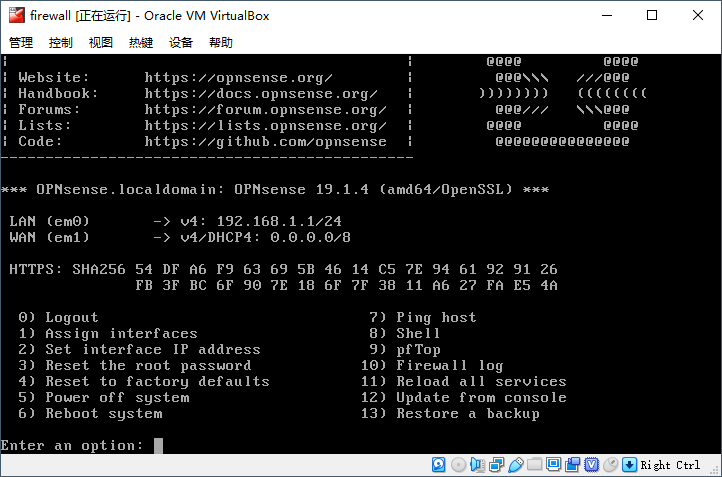 firewall [正在运行] - Oracle VM VirtualBox
管理 控制 视图 热键 设备 帮助
| | @@@@ @@@@
| Website: https://opnsense.org/ | @@@\\\ ///@@@
| Handbook: https://docs.opnsense.org/ | )))))))) ((((((((
| Forums: https://forum.opnsense.org/ | @@@/// \\\@@@
| Lists: https://lists.opnsense.org/ | @@@@ @@@@
| Code: https://github.com/opnsense | @@@@@@@@@@@@@@@
----------------------------------------------
*** OPNsense.localdomain: OPNsense 19.1.4 (amd64/OpenSSL) ***
LAN (em0) -> v4: 192.168.1.1/24
WAN (em1) -> v4/DHCP4: 0.0.0.0/8
HTTPS: SHA256 54 DF A6 F9 63 69 5B 46 14 C5 7E 94 61 92 91 26
FB 3F BC 6F 90 7E 18 6F 7F 38 11 A6 27 FA E5 4A
0) Logout 7) Ping host
1) Assign interfaces 8) Shell
2) Set interface IP address 9) pfTop
3) Reset the root password 10) Firewall log
4) Reset to factory defaults 11) Reload all services
5) Power off system 12) Update from console
6) Reboot system 13) Restore a backup
Enter an option:
Right Ctrl